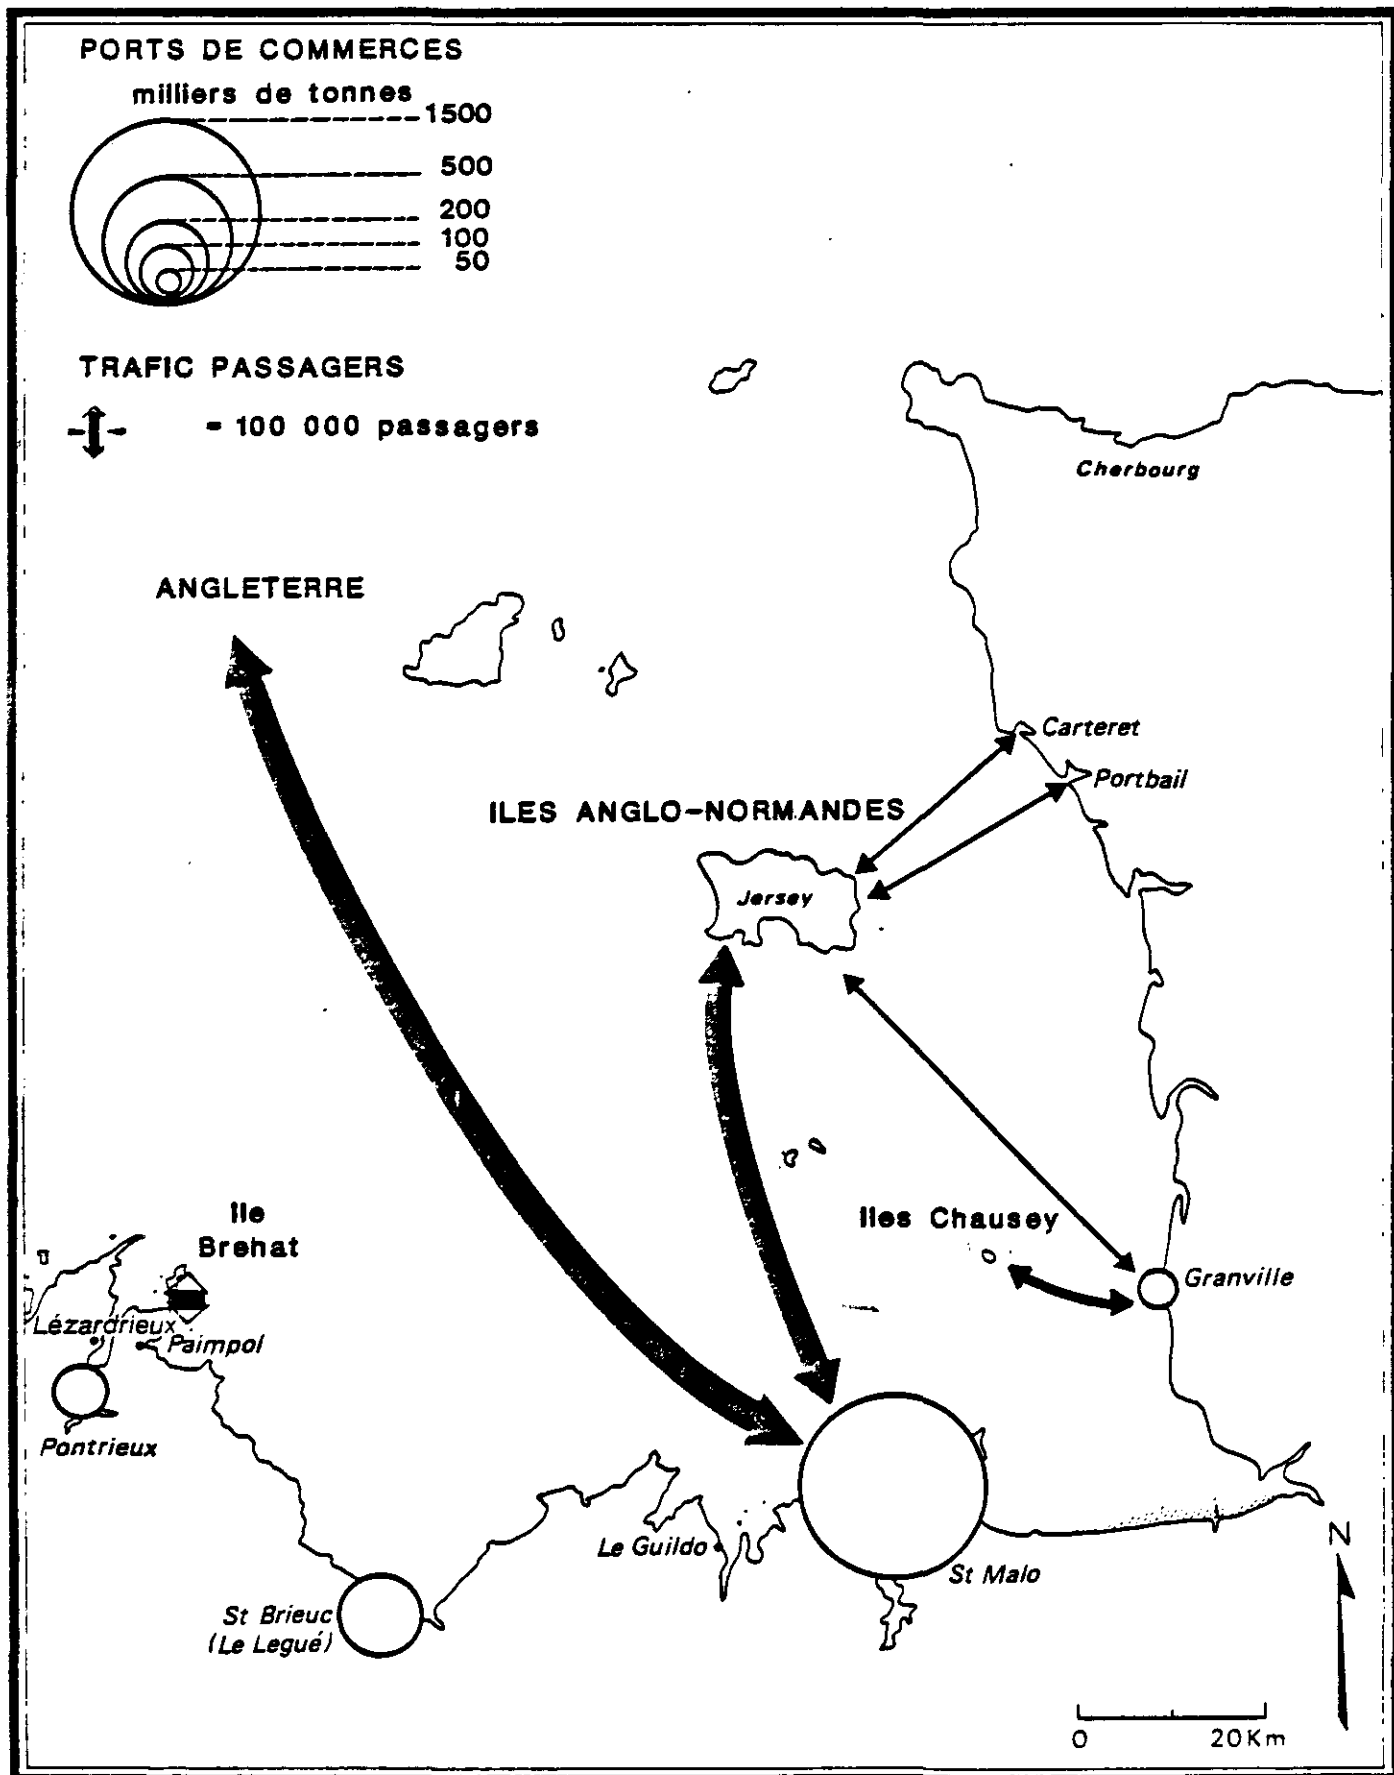 PORTS DE COMMERCES
milliers de tonnes
1500
500
200
100
50
TRAFIC PASSAGERS
= 100 000 passagers
Cherbourg
ANGLETERRE
Carteret
Portbail
ILES ANGLO-NORMANDES
Jersey
Ile
Brehat
Iles Chausey
Granville
Lézardrieux
Paimpol
Pontrieux
Le Guildo
St Malo
St Brieuc
(Le Legué)
N
0 20Km